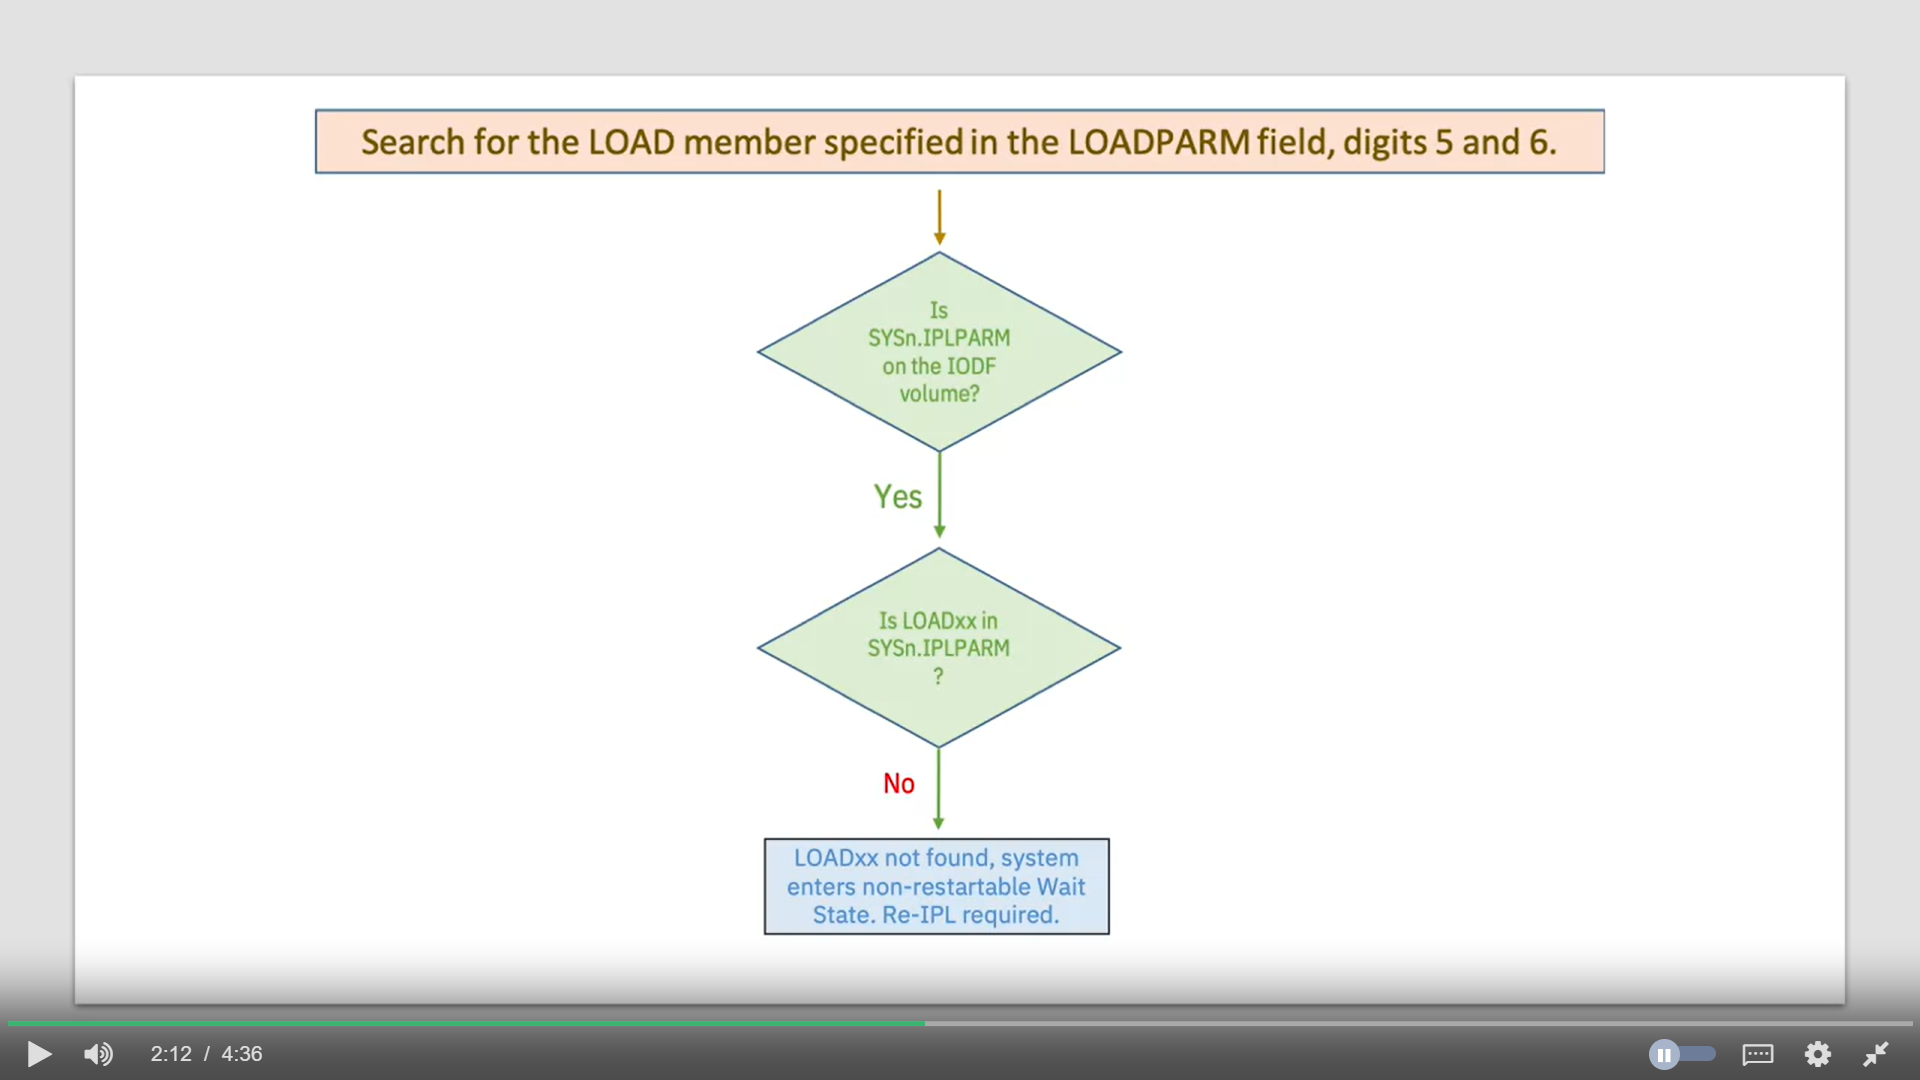 Search for the LOAD member specified in the LOADPARM field, digits 5 and 6.
Is
SYSn.IPLPARM
on the IODF
volume?
Yes
Is LOADxx in
SYSn.IPLPARM
?
No
LOADxx not found, system
enters non-restartable Wait
State. Re-IPL required.
2:12 / 4:36